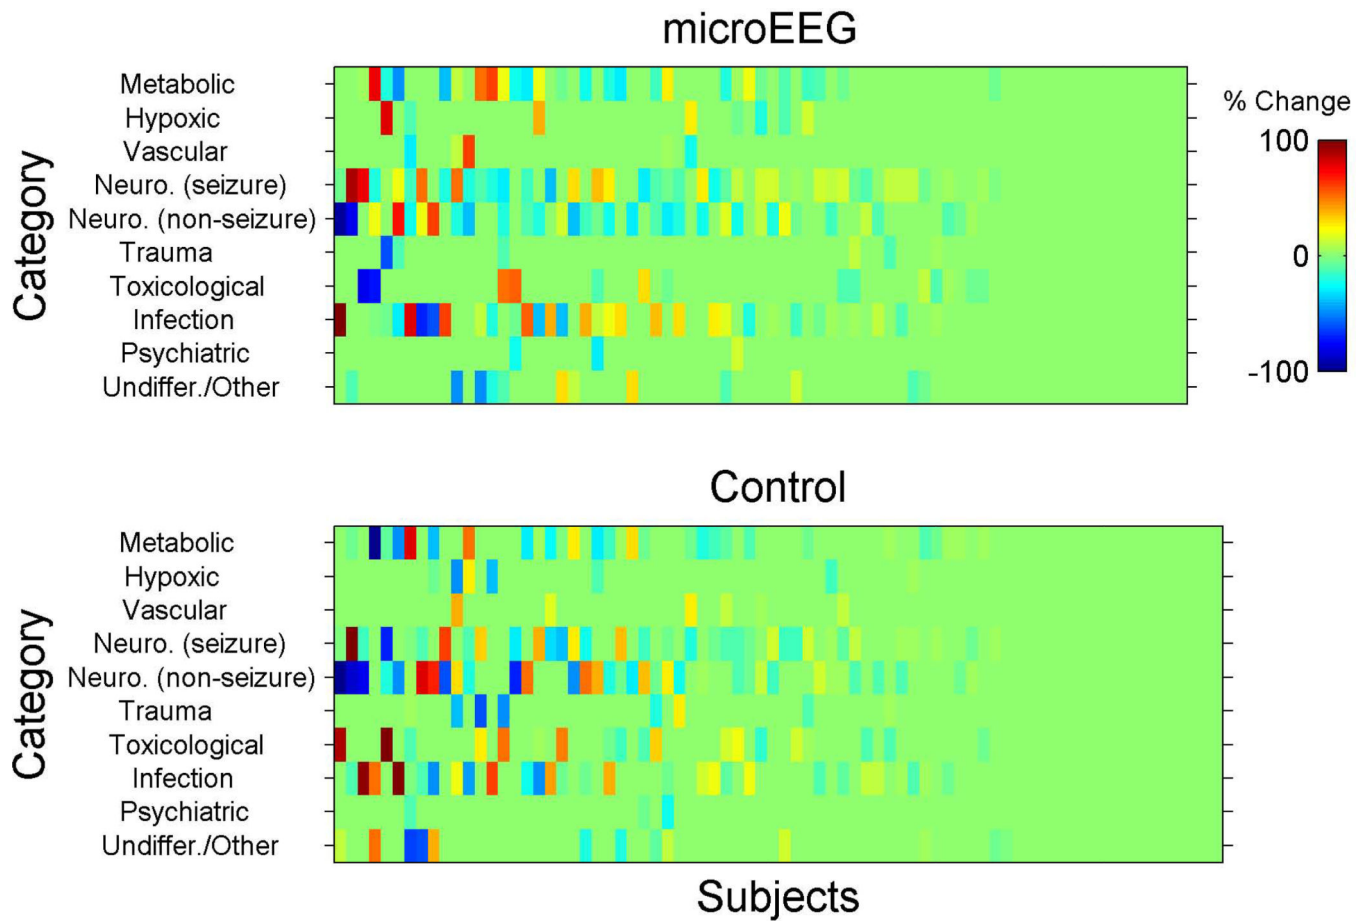 microEEG
Category
Metabolic
Hypoxic
Vascular
Neuro. (seizure)
Neuro. (non-seizure)
Trauma
Toxicological
Infection
Psychiatric
Undiffer./Other
% Change
100
0
-100
Control
Category
Metabolic
Hypoxic
Vascular
Neuro. (seizure)
Neuro. (non-seizure)
Trauma
Toxicological
Infection
Psychiatric
Undiffer./Other
Subjects